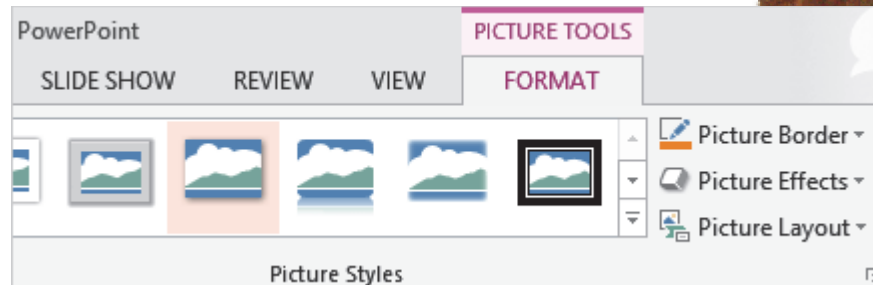 PowerPoint PICTURE TOOLS
SLIDE SHOW REVIEW VIEW FORMAT
Picture Border
Picture Effects
Picture Layout
Picture Styles